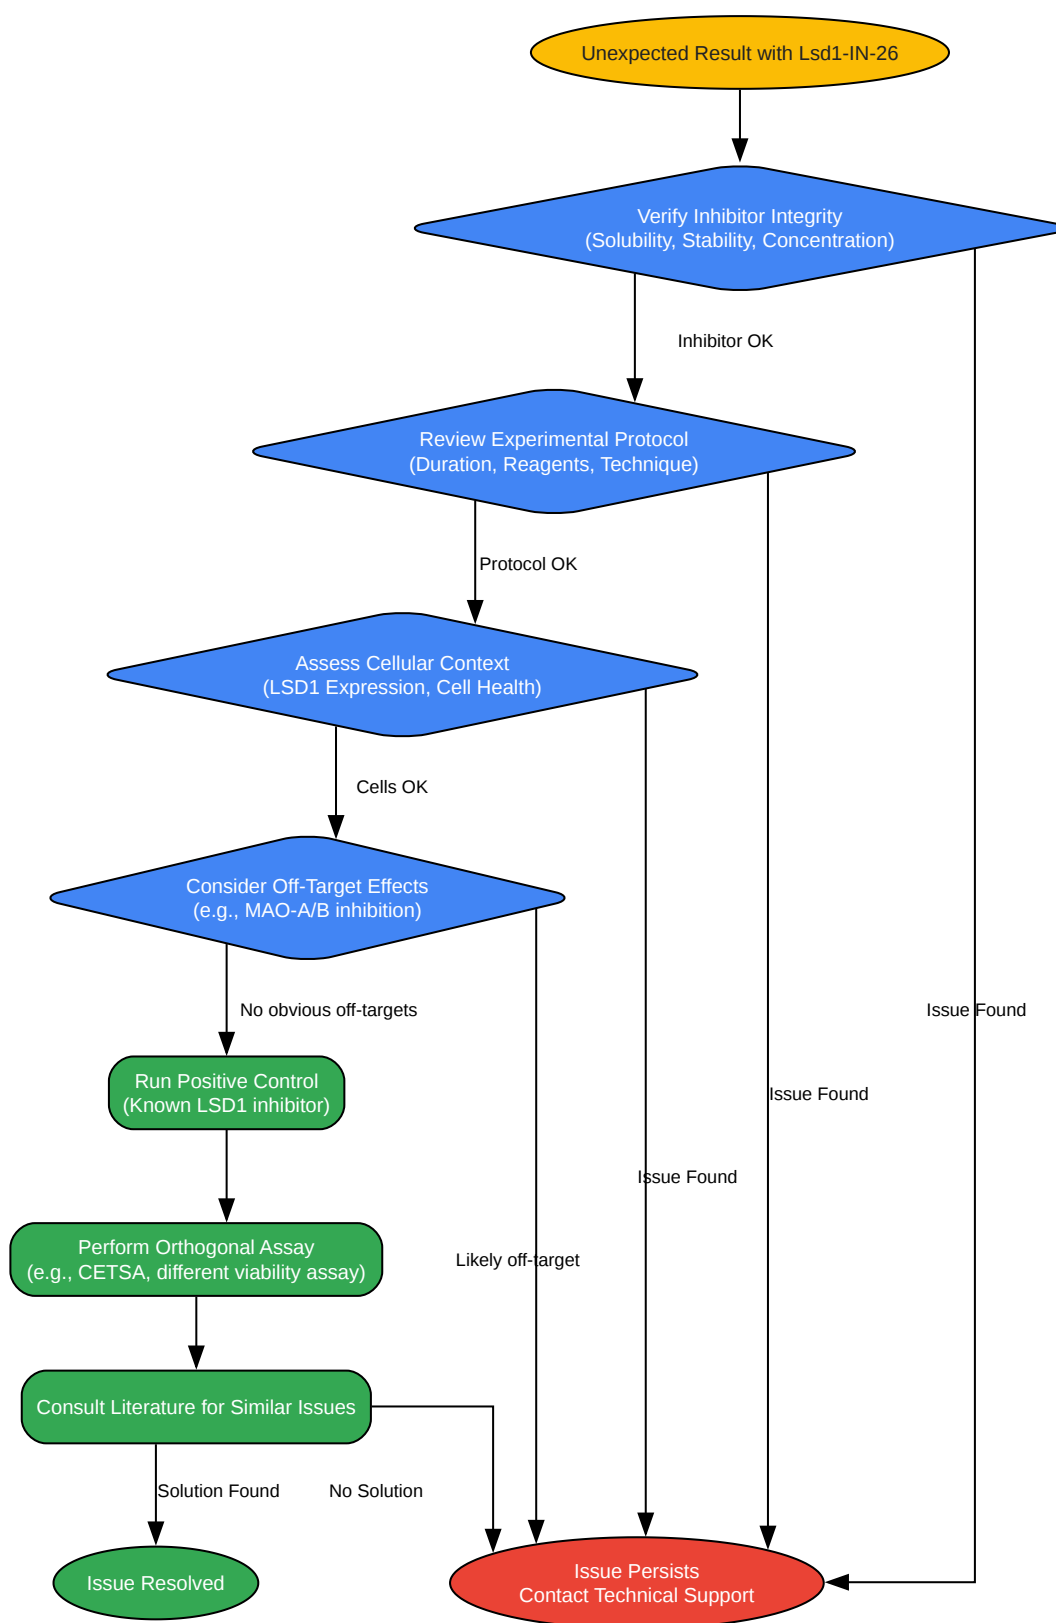 Unexpected Result with Lsd1-IN-26
Verify Inhibitor Integrity
(Solubility, Stability, Concentration)
Inhibitor OK
Review Experimental Protocol
(Duration, Reagents, Technique)
Protocol OK
Assess Cellular Context
(LSD1 Expression, Cell Health)
Cells OK
Consider Off-Target Effects
(e.g., MAO-A/B inhibition)
No obvious off-targets
Issue Found
Run Positive Control
(Known LSD1 inhibitor)
Issue Found
Issue Found
Perform Orthogonal Assay
(e.g., CETSA, different viability assay)
Likely off-target
Consult Literature for Similar Issues
Solution Found
No Solution
Issue Resolved
Issue Persists
Contact Technical Support